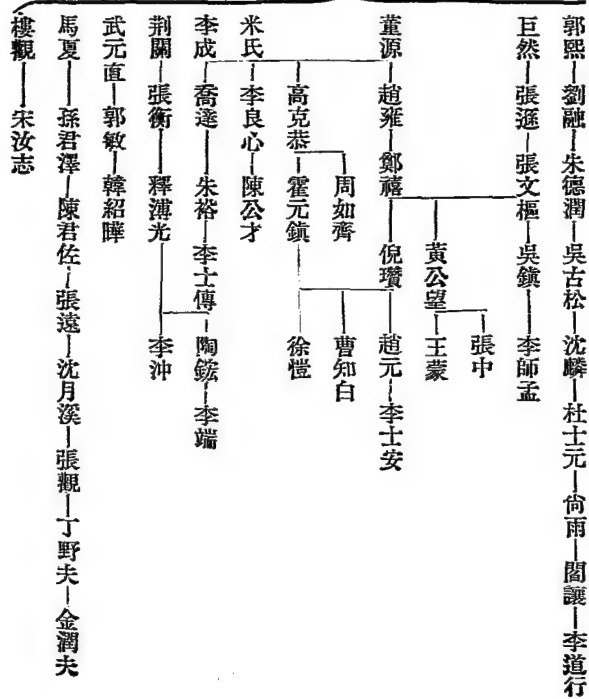 郭熙—劉融—朱德潤—吳古松—沈麟—杜士元—尙雨—閻讓—李道行
巨然—張遜—張文樞—吳鎮—李師孟
張中
黃公望—王蒙
董源—趙雍—鄭禧—倪瓚—趙元—李士安
曹知白
周如齊
高克恭—霍元鎮—徐愷
米氏—李良心—陳公才
李成—喬達—朱裕—李士傳—陶鉉—李端
荆關—張衡—釋溥光—李沖
武元直—郭敏—韓紹曄
馬夏—孫君澤—陳君佐—張遠—沈月溪—張觀—丁野夫—金潤夫
樓觀—宋汝志